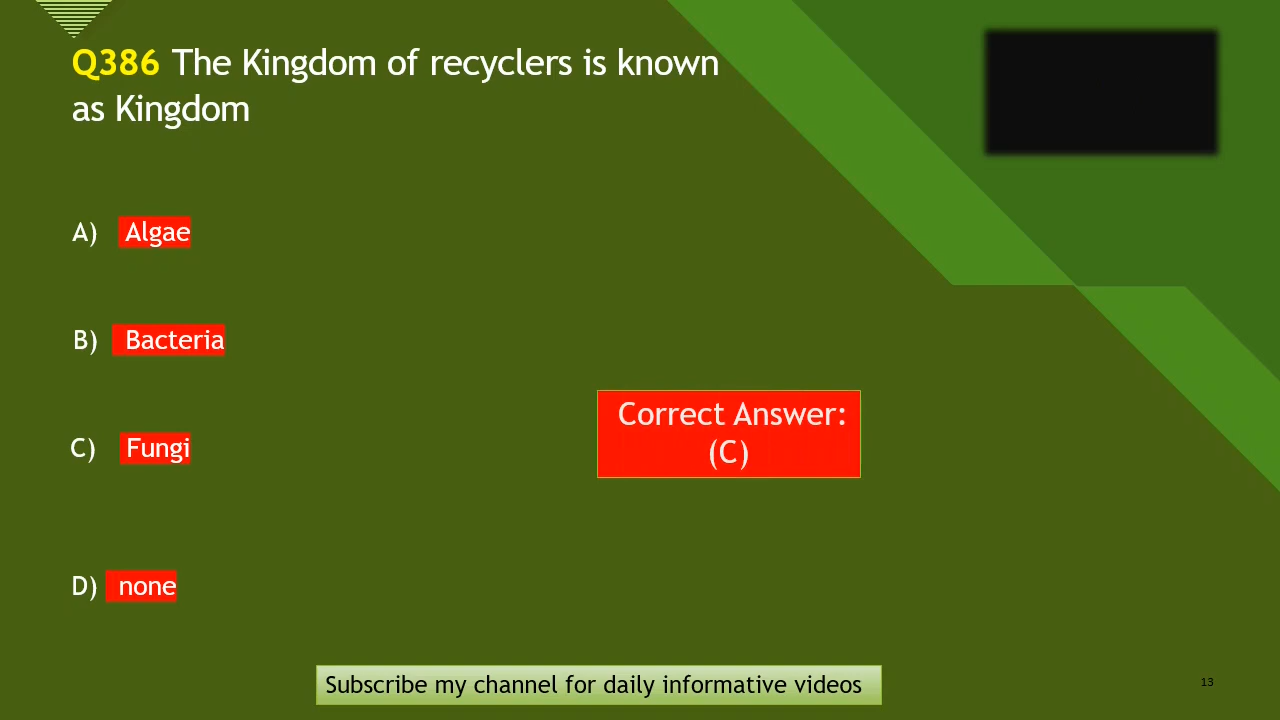 Q386 The Kingdom of recyclers is known
as Kingdom
A) Algae
B) Bacteria
C) Fungi
Correct Answer:
(C)
D) none
Subscribe my channel for daily informative videos
13